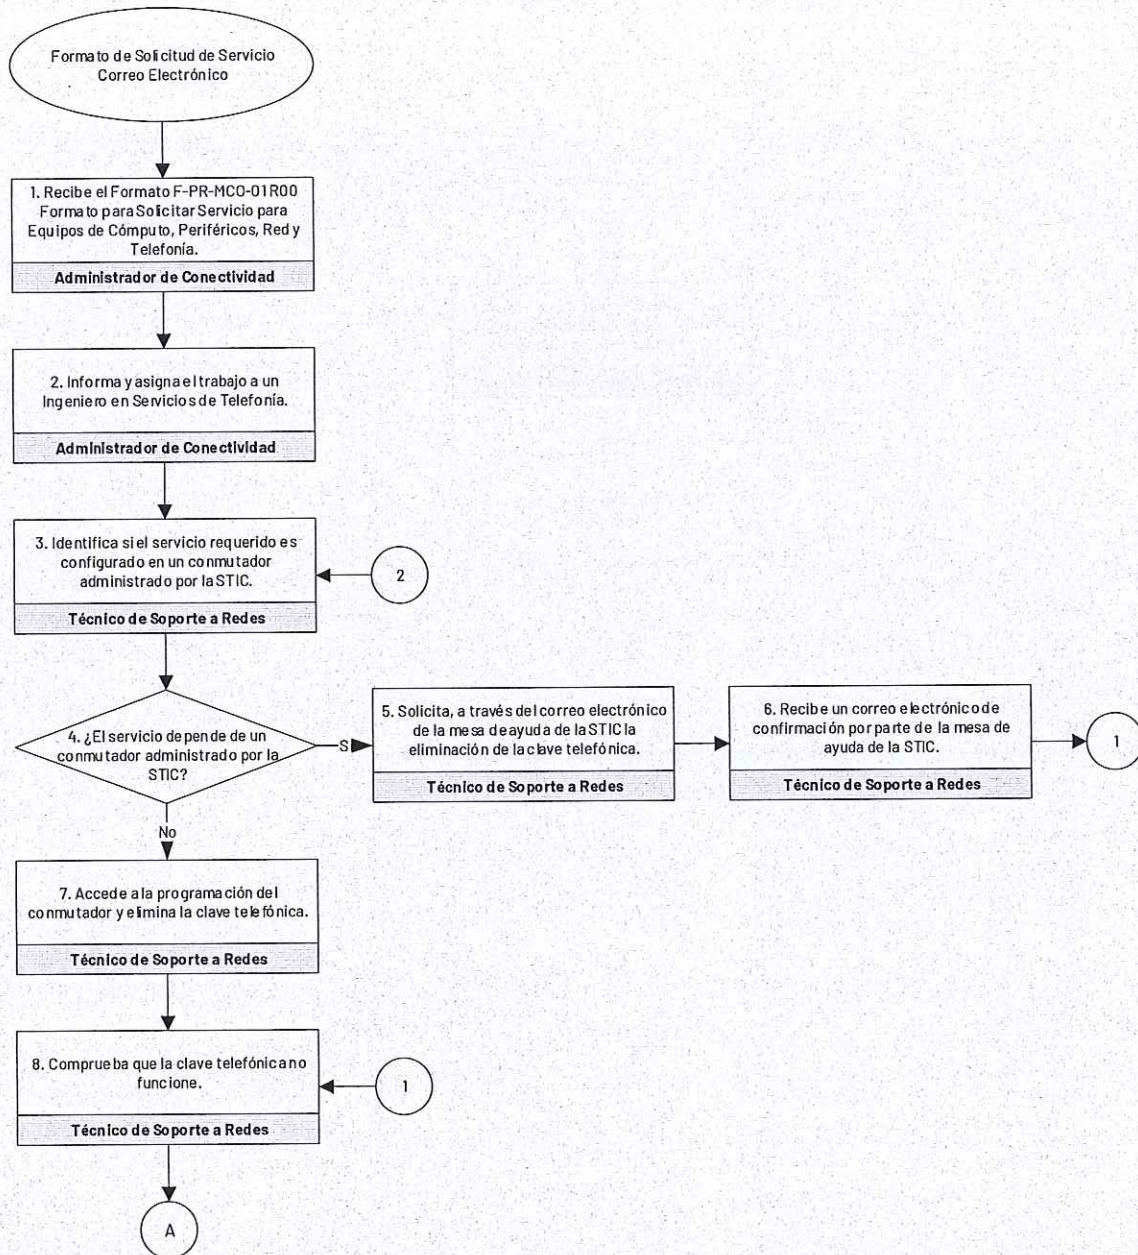 Formato de Solicitud de Servicio
Correo Electrónico
1. Recibe el Formato F-PR-MCO-01R00
Formato para Solicitar Servicio para
Equipos de Cómputo, Periféricos, Red y
Telefonía.
Administrador de Conectividad
2. Informa y asigna el trabajo a un
Ingeniero en Servicios de Telefonía.
Administrador de Conectividad
3. Identifica si el servicio requerido es
configurado en un conmutador
administrado por la STIC.
Técnico de Soporte a Redes
2
4. ¿El servicio depende de un
conmutador administrado por la
STIC?
Sí
5. Solicita, a través del correo electrónico
de la mesa de ayuda de la STIC la
eliminación de la clave telefónica.
Técnico de Soporte a Redes
6. Recibe un correo electrónico de
confirmación por parte de la mesa de
ayuda de la STIC.
Técnico de Soporte a Redes
1
No
7. Accede a la programación del
conmutador y elimina la clave telefónica.
Técnico de Soporte a Redes
8. Comprueba que la clave telefónica no
funcione.
Técnico de Soporte a Redes
1
A